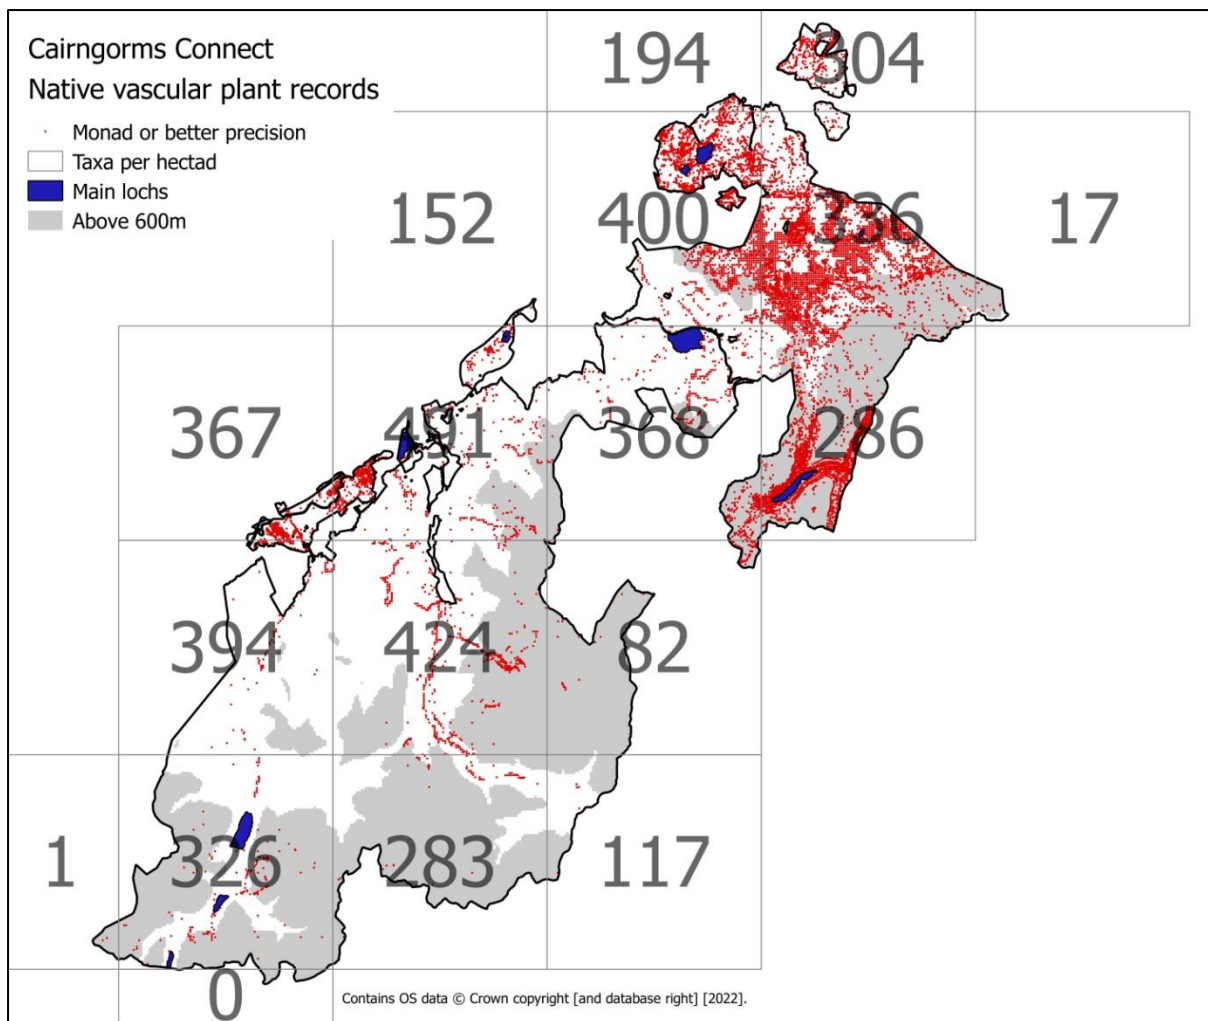 Cairngorms Connect
Native vascular plant records
Monad or better precision
Taxa per hectad
Main lochs
Above 600m
194 304
152 400 336 17
367 491 368 286
394 424 82
1 326 283 117
0
Contains OS data © Crown copyright [and database right] [2022].